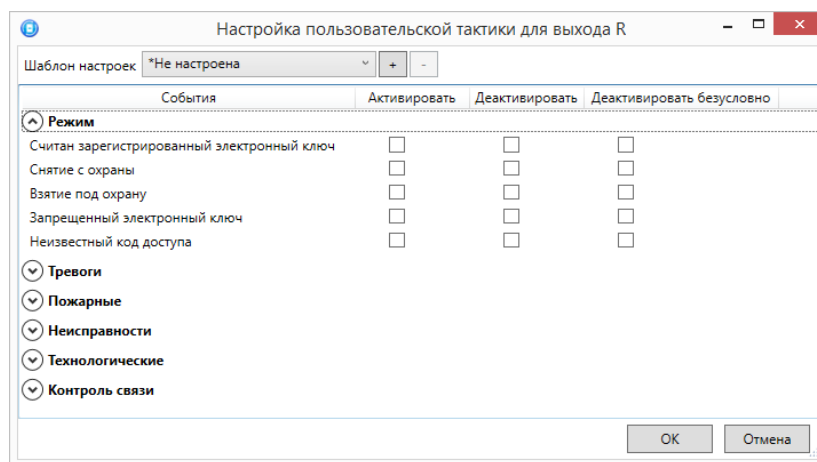 Настройка пользовательской тактики для выхода R
Шаблон настроек *Не настроена + -
События Активировать Деактивировать Деактивировать безусловно
Режим
Считан зарегистрированный электронный ключ
Снятие с охраны
Взятие под охрану
Запрещенный электронный ключ
Неизвестный код доступа
Тревоги
Пожарные
Неисправности
Технологические
Контроль связи
OK Отмена